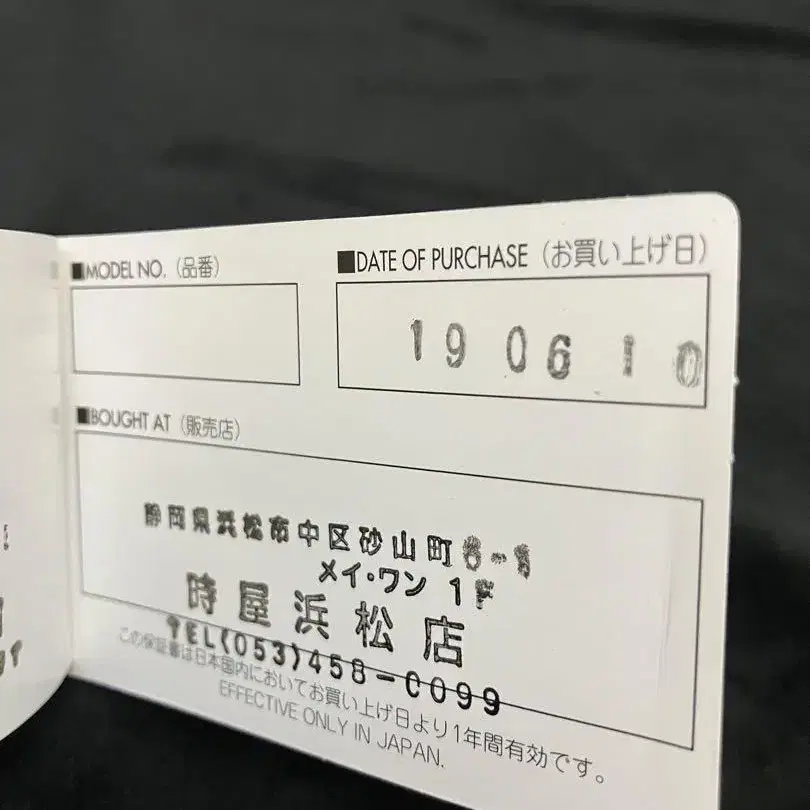 ■MODEL NO.（品番）
■DATE OF PURCHASE（お買い上げ日）
19 06 10
■BOUGHT AT（販売店）
静岡県浜松市中区砂山町6-1
メイ・ワン 1F
時屋浜松店
TEL(053)458-0099
この保証書は日本国内においてお買い上げ日より1年間有効です。
EFFECTIVE ONLY IN JAPAN.